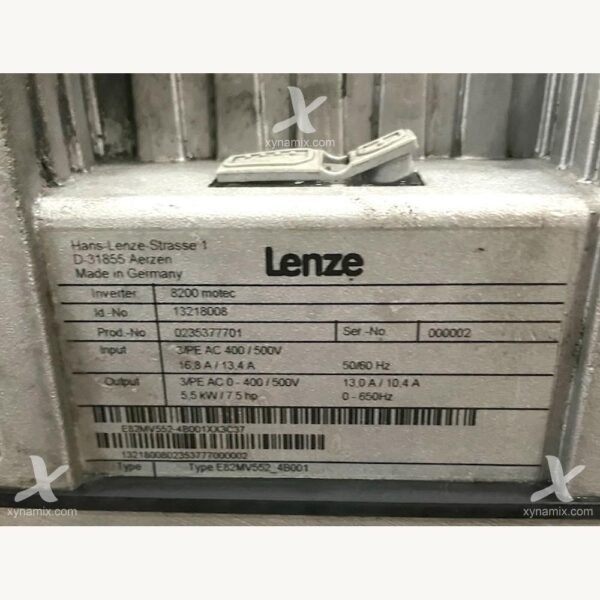 X
xynamix.com
Hans-Lenze-Strasse 1
D-31855 Aerzen
Made in Germany
Lenze
Inverter 8200 motec
Id.-No 13218008
Prod.-No 0235377701 Ser -No. 000002
Input 3/PE AC 400 / 500V
16,8 A / 13,4 A 50/60 Hz
Output 3/PE AC 0 - 400 / 500V 13,0 A / 10,4 A
5,5 kW / 7.5 hp 0 - 650Hz
E82MV552-4B001XX3C37
1321800802353777000002
Type Type E82MV552_4B001
X
xynamix.com
X
xynamix.com